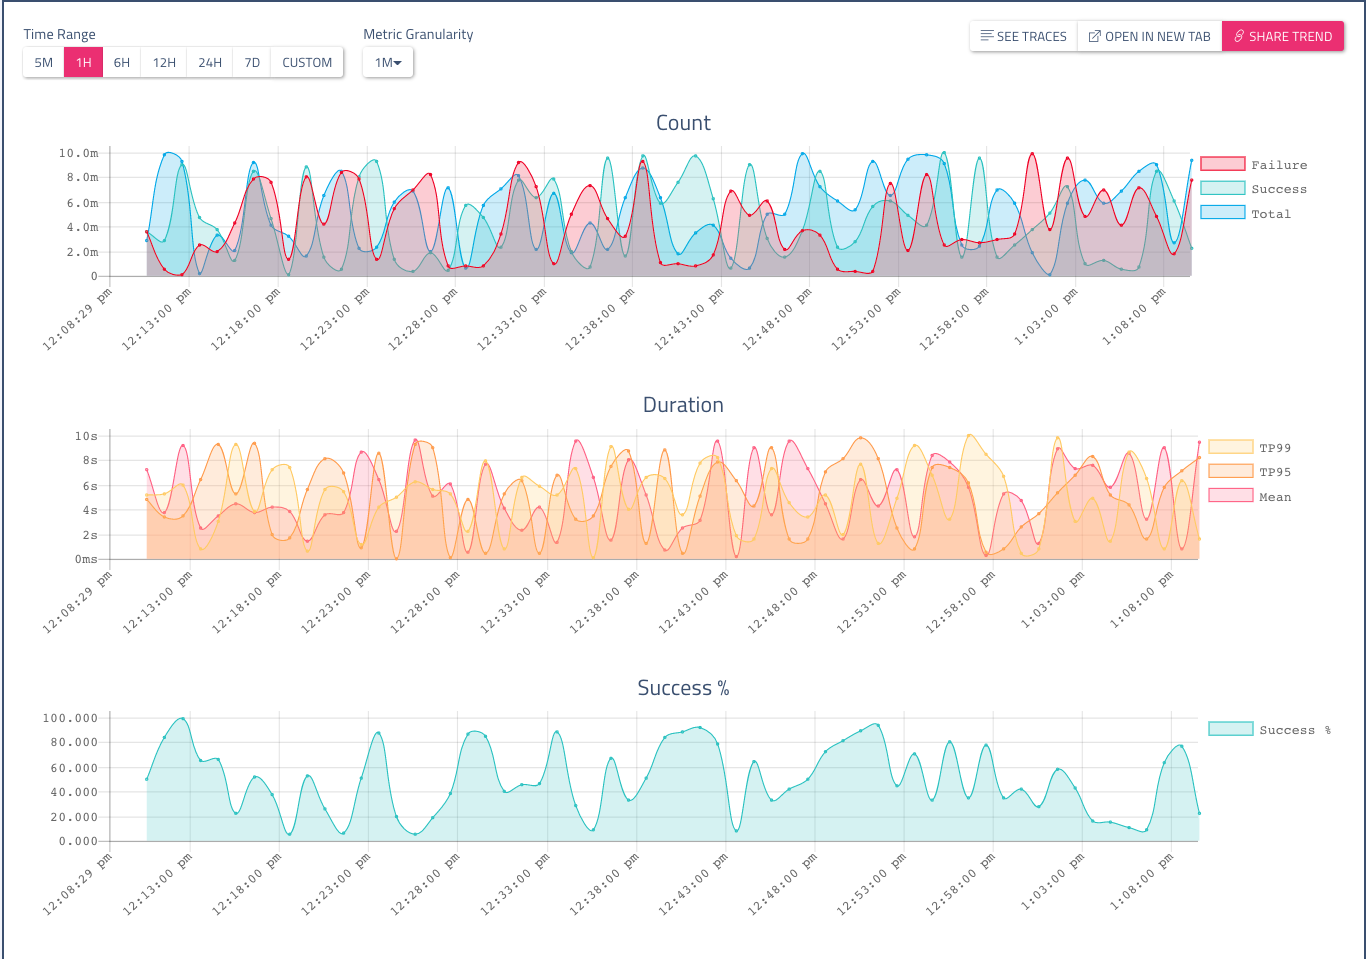 Time Range
Metric Granularity
5M 1H 6H 12H 24H 7D CUSTOM
1M
SEE TRACES
OPEN IN NEW TAB
SHARE TREND
Count
10.0m
8.0m
6.0m
4.0m
2.0m
0
12:08:29 pm
12:13:00 pm
12:18:00 pm
12:23:00 pm
12:28:00 pm
12:33:00 pm
12:38:00 pm
12:43:00 pm
12:48:00 pm
12:53:00 pm
12:58:00 pm
1:03:00 pm
1:08:00 pm
Failure
Success
Total
Duration
10s
8s
6s
4s
2s
0ms
12:08:29 pm
12:13:00 pm
12:18:00 pm
12:23:00 pm
12:28:00 pm
12:33:00 pm
12:38:00 pm
12:43:00 pm
12:48:00 pm
12:53:00 pm
12:58:00 pm
1:03:00 pm
1:08:00 pm
TP99
TP95
Mean
Success %
100.000
80.000
60.000
40.000
20.000
0.000
12:08:29 pm
12:13:00 pm
12:18:00 pm
12:23:00 pm
12:28:00 pm
12:33:00 pm
12:38:00 pm
12:43:00 pm
12:48:00 pm
12:53:00 pm
12:58:00 pm
1:03:00 pm
1:08:00 pm
Success %